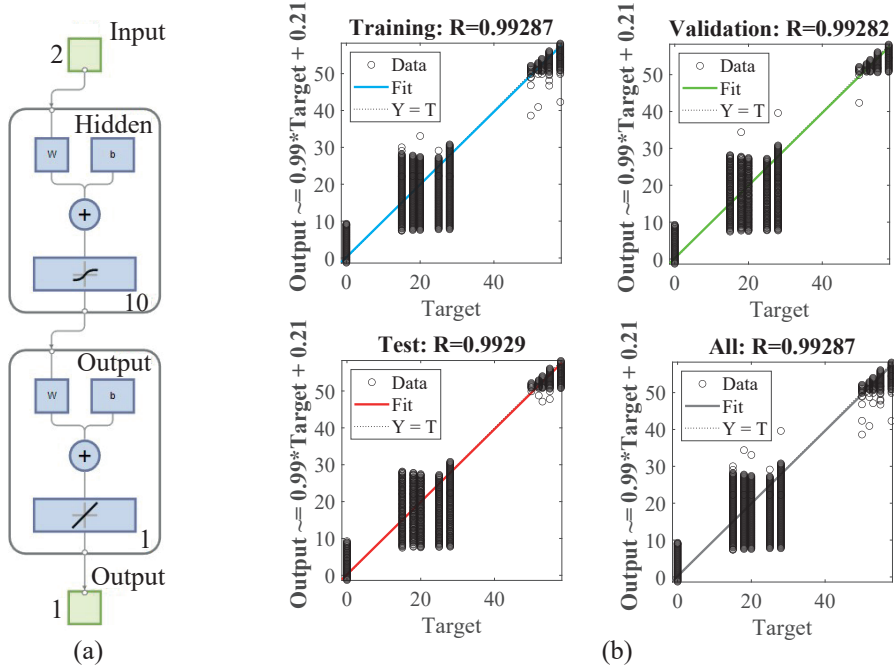 Input
2
Hidden
W
b
+
10
Output
W
b
+
1
Output
1
(a)
Training: R=0.99287
Output ~= 0.99*Target + 0.21
50
40
30
20
10
0
Data
Fit
Y = T
0
20
40
Target
Validation: R=0.99282
Output ~= 0.99*Target + 0.21
50
40
30
20
10
0
Data
Fit
Y = T
0
20
40
Target
Test: R=0.9929
Output ~= 0.99*Target + 0.21
50
40
30
20
10
0
Data
Fit
Y = T
0
20
40
Target
All: R=0.99287
Output ~= 0.99*Target + 0.21
50
40
30
20
10
0
Data
Fit
Y = T
0
20
40
Target
(b)